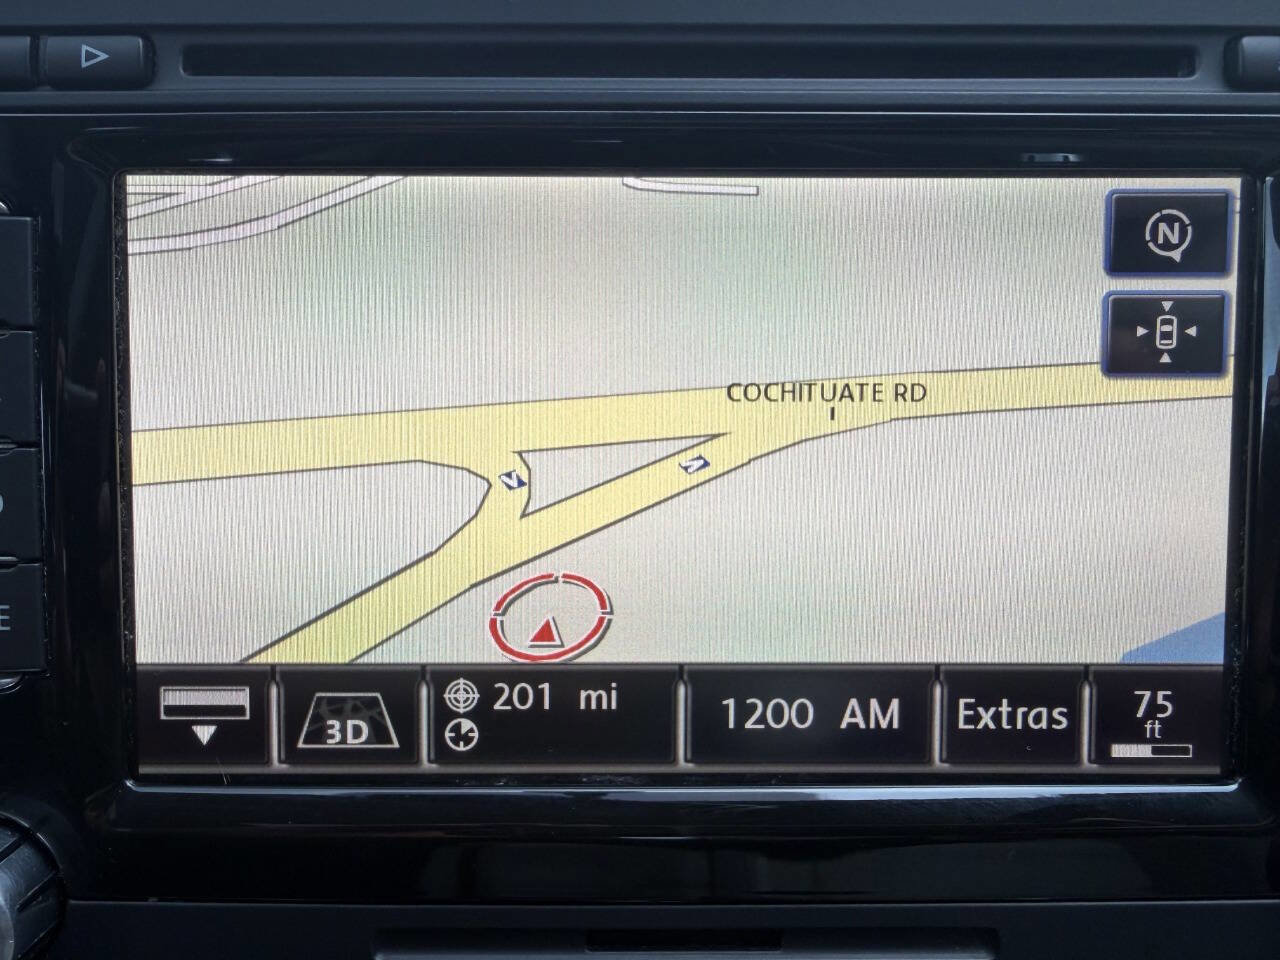 N
COCHITUATE RD
3D
201 mi
1200 AM
Extras
75
ft
E